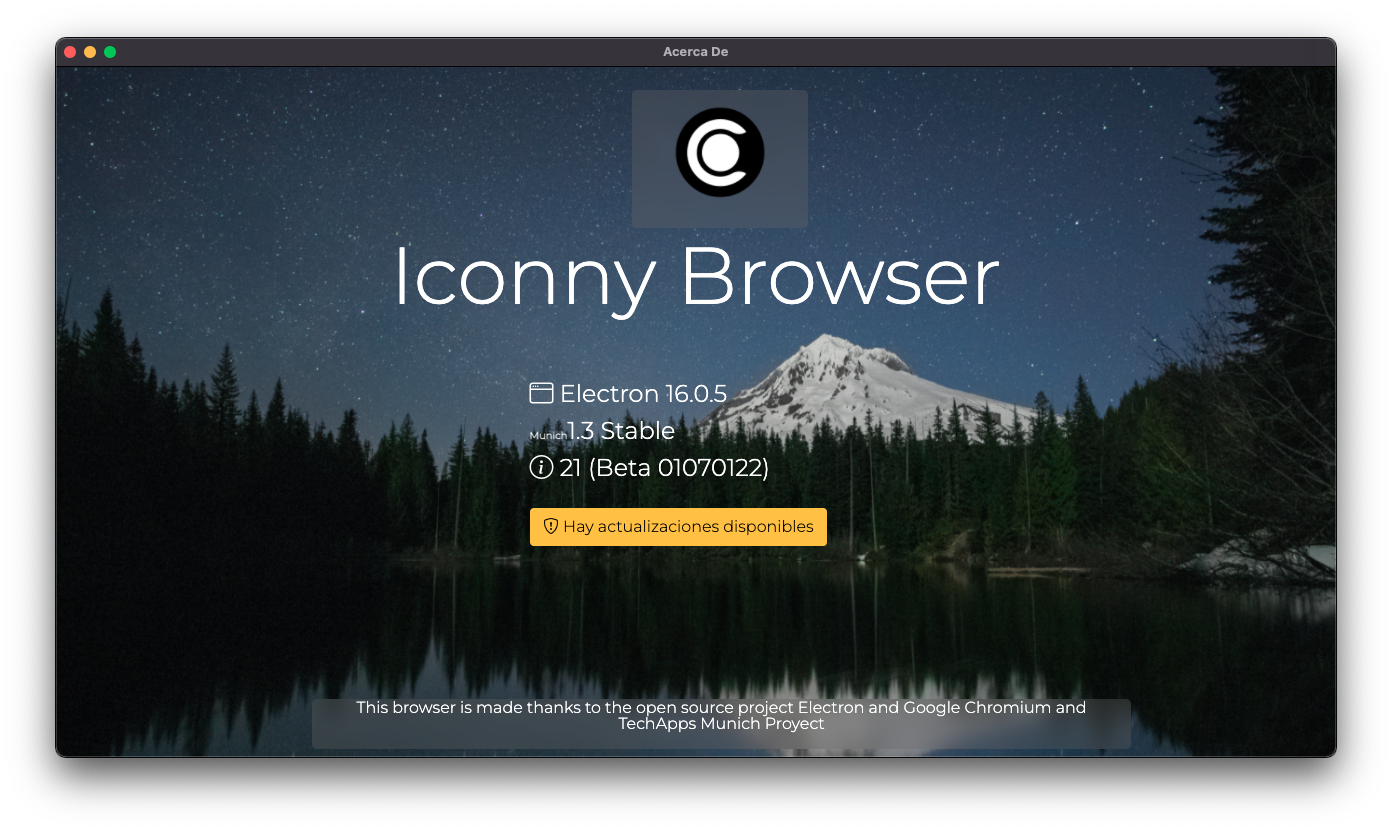 Acerca De
Iconny Browser
Electron 16.0.5
Munich 1.3 Stable
21 (Beta 01070122)
Hay actualizaciones disponibles
This browser is made thanks to the open source project Electron and Google Chromium and
TechApps Munich Proyect